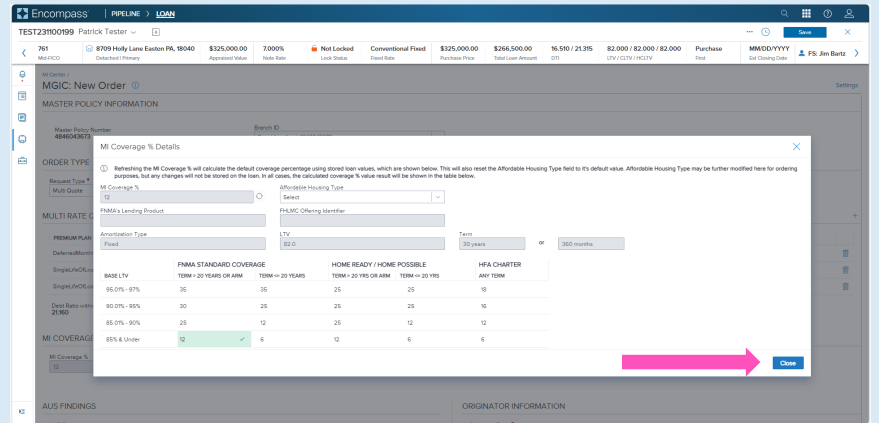 Encompass PIPELINE > LOAN
TEST231100199 Patrick Tester
Save
761
Mid-FICO
8709 Holly Lane Easton PA, 18040
Detached | Primary
$325,000.00
Appraised Value
7.000%
Note Rate
Not Locked
Lock Status
Conventional Fixed
Fixed Rate
$325,000.00
Purchase Price
$266,500.00
Total Loan Amount
16.510 / 21.315
DTI
82.000 / 82.000 / 82.000
LTV / CLTV / HCLTV
Purchase
First
MM/DD/YYYY
Est Closing Date
FS: Jim Bartz
MI Center /
MGIC: New Order
Settings
MASTER POLICY INFORMATION
Master Policy Number
4846043673
Branch ID
ORDER TYPE
Request Type *
Multi Quote
MULTI RATE
PREMIUM PLAN
DeferredMonth
SingleLifeOfLoa
SingleLifeOfLoa
Debt Ratio with
21.160
MI COVERAGE
MI Coverage %
12
AUS FINDINGS
ORIGINATOR INFORMATION
MI Coverage % Details
Refreshing the MI Coverage % will calculate the default coverage percentage using stored loan values, which are shown below. This will also reset the Affordable Housing Type field to it's default value. Affordable Housing Type may be further modified here for ordering
purposes, but any changes will not be stored on the loan. In all cases, the calculated coverage % value result will be shown in the table below.
MI Coverage %
12
Affordable Housing Type
Select
FNMA's Lending Product
FHLMC Offering Identifier
Amortization Type
Fixed
LTV
82.0
Term
30 years or 360 months
FNMA STANDARD COVERAGE HOME READY / HOME POSSIBLE HFA CHARTER
BASE LTV TERM > 20 YEARS OR ARM TERM <= 20 YEARS TERM > 20 YRS OR ARM TERM <= 20 YRS ANY TERM
95.01% - 97% 35 35 25 25 18
90.01% - 95% 30 25 25 25 16
85.01% - 90% 25 12 25 12 12
85% & Under 12 6 12 6 6
Close